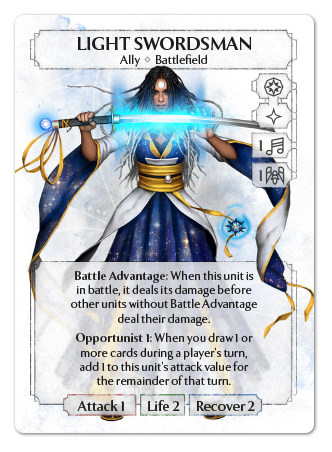 LIGHT SWORDSMAN
Ally ◇ Battlefield
1
1
Battle Advantage: When this unit is
in battle, it deals its damage before
other units without Battle Advantage
deal their damage.
Opportunist 1: When you draw 1 or
more cards during a player's turn,
add 1 to this unit's attack value for
the remainder of that turn.
Attack 1 Life 2 Recover 2